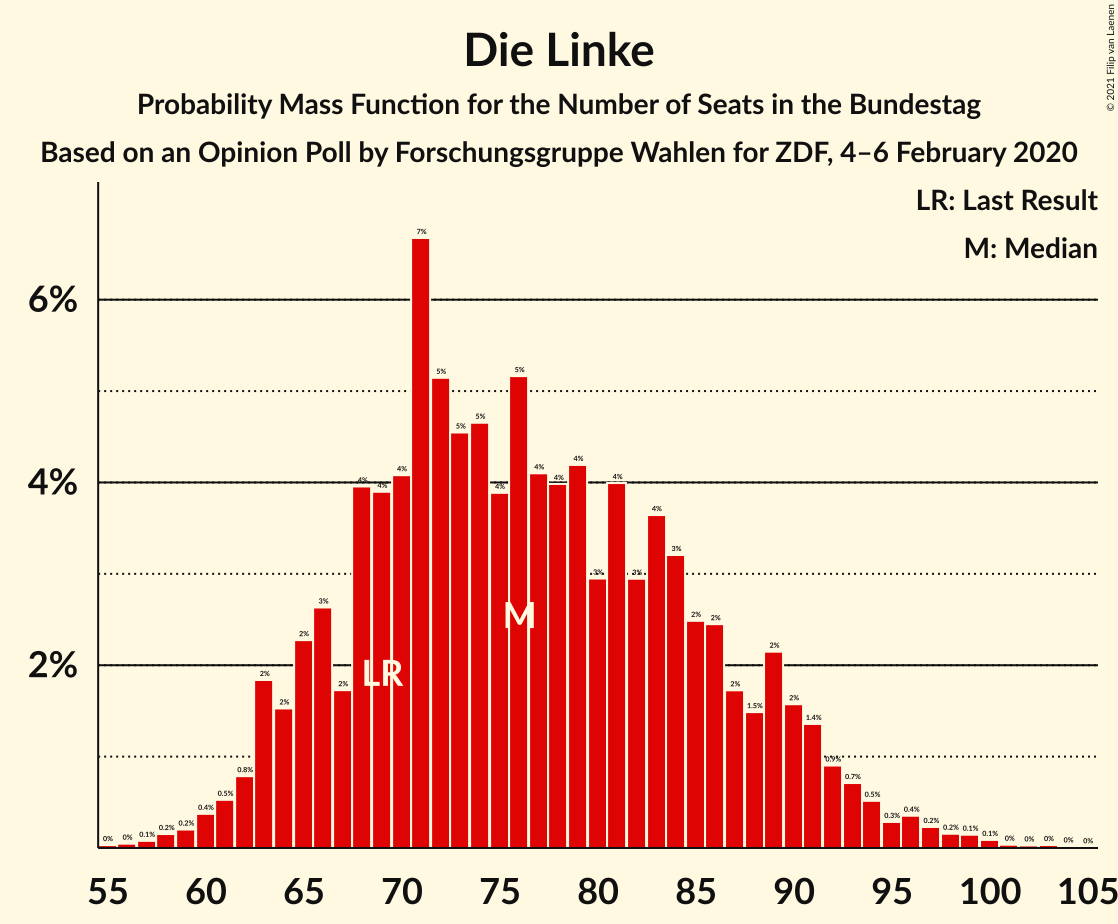 Die Linke
Probability Mass Function for the Number of Seats in the Bundestag
Based on an Opinion Poll by Forschungsgruppe Wahlen for ZDF, 4–6 February 2020
© 2021 Filip van Laenen
LR: Last Result
M: Median
6%
4%
2%
0% 0% 0.1% 0.2% 0.2% 0.4% 0.5% 0.8% 2% 2% 2% 3% 2% 4% 4% 4% 7% 5% 5% 5% 4% 5% 4% 4% 4% 3% 4% 3% 4% 3% 2% 2% 2% 1.5% 2% 2% 1.4% 0.9% 0.7% 0.5% 0.3% 0.4% 0.2% 0.2% 0.1% 0.1% 0% 0% 0% 0% 0%
M
LR
55 60 65 70 75 80 85 90 95 100 105